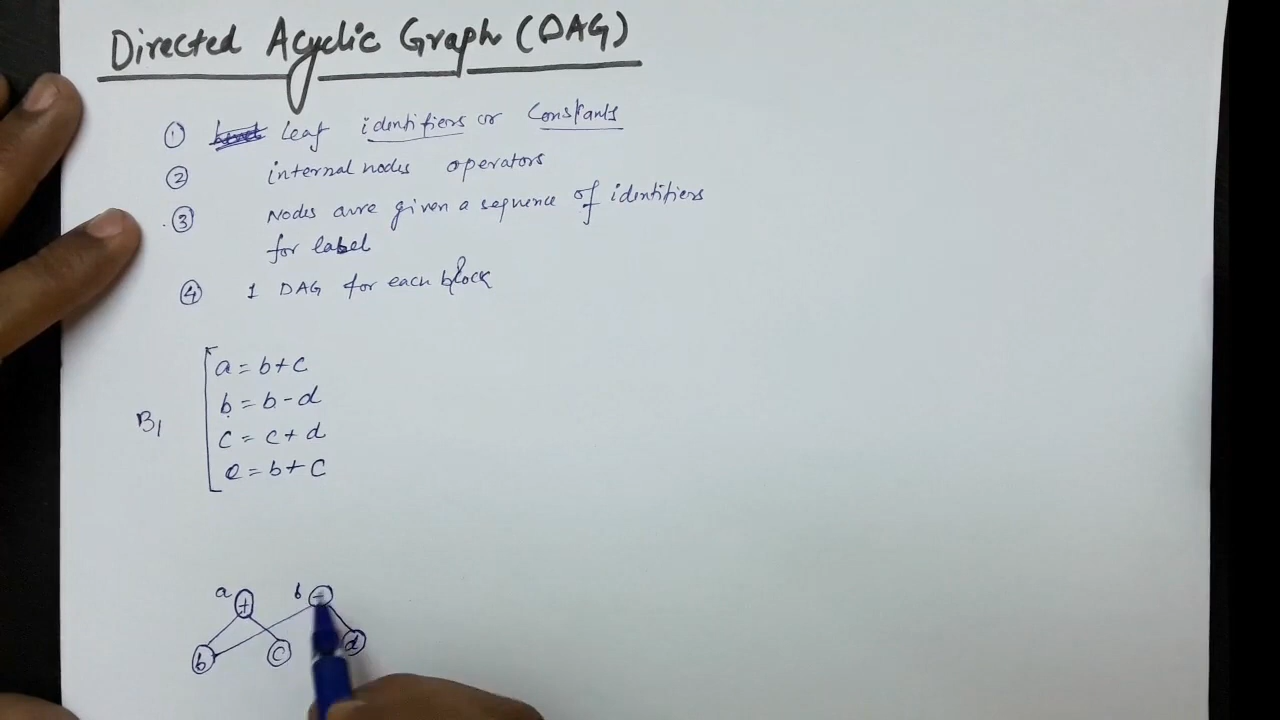 Directed Acyclic Graph (DAG)
① Leaf identifiers or Constants
② internal nodes operators
③ Nodes avre given a sequence of identifiers
for label
④ 1 DAG for each block
a = b + c
b = b - d
B1
c = c + d
e = b + c
a + b -
b c d